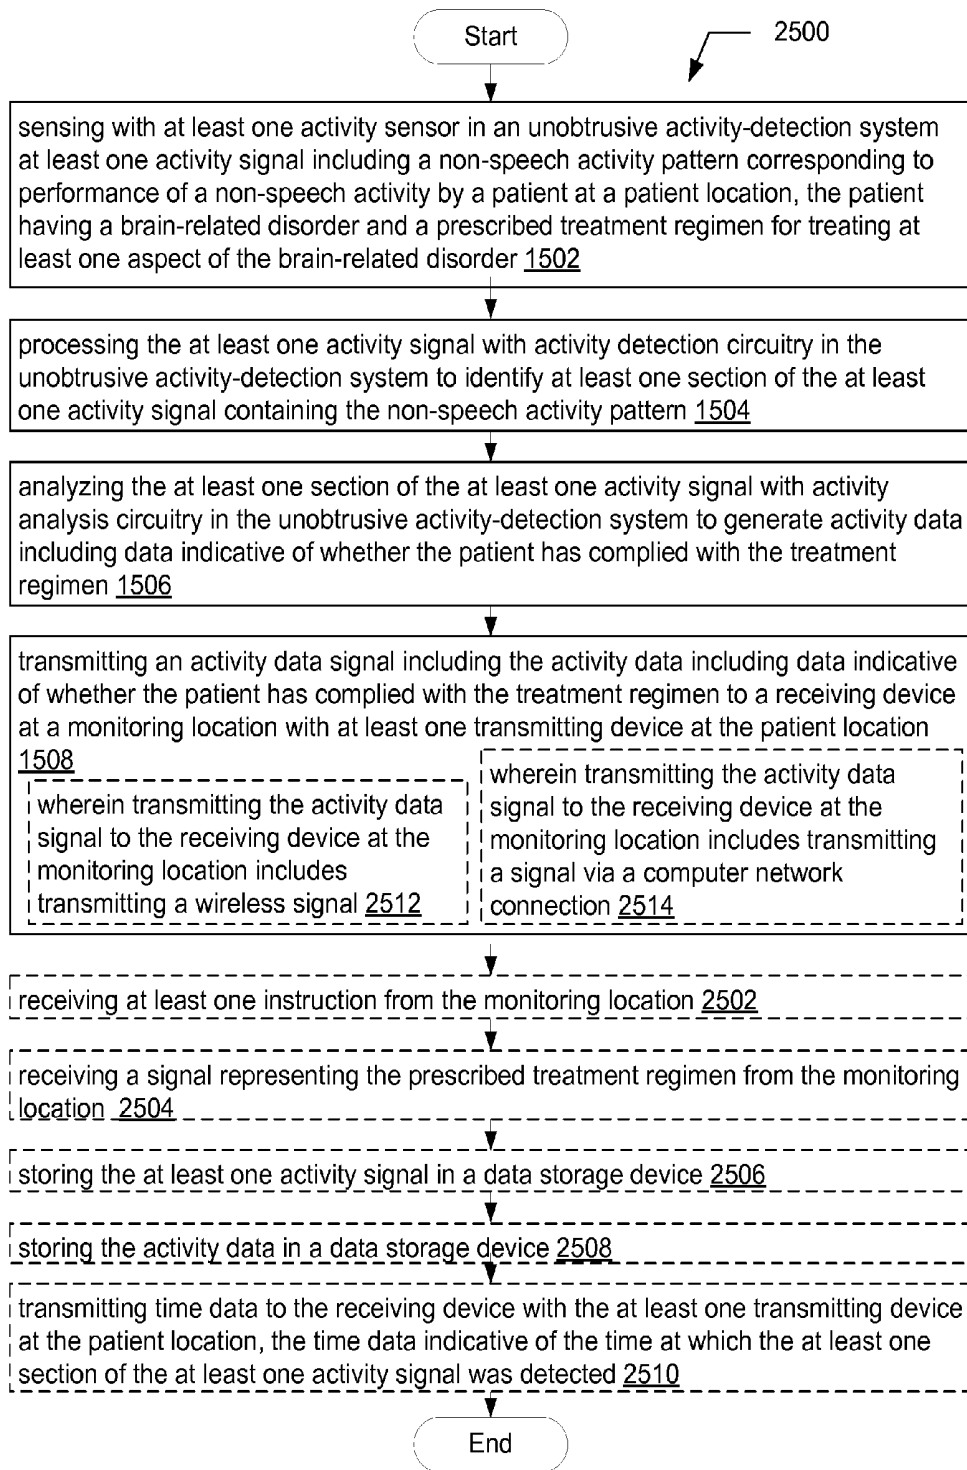 Start
2500
sensing with at least one activity sensor in an unobtrusive activity-detection system
at least one activity signal including a non-speech activity pattern corresponding to
performance of a non-speech activity by a patient at a patient location, the patient
having a brain-related disorder and a prescribed treatment regimen for treating at
least one aspect of the brain-related disorder 1502
processing the at least one activity signal with activity detection circuitry in the
unobtrusive activity-detection system to identify at least one section of the at least
one activity signal containing the non-speech activity pattern 1504
analyzing the at least one section of the at least one activity signal with activity
analysis circuitry in the unobtrusive activity-detection system to generate activity data
including data indicative of whether the patient has complied with the treatment
regimen 1506
transmitting an activity data signal including the activity data including data indicative
of whether the patient has complied with the treatment regimen to a receiving device
at a monitoring location with at least one transmitting device at the patient location
1508
wherein transmitting the activity data
signal to the receiving device at the
monitoring location includes
transmitting a wireless signal 2512
wherein transmitting the activity data
signal to the receiving device at the
monitoring location includes transmitting
a signal via a computer network
connection 2514
receiving at least one instruction from the monitoring location 2502
receiving a signal representing the prescribed treatment regimen from the monitoring
location 2504
storing the at least one activity signal in a data storage device 2506
storing the activity data in a data storage device 2508
transmitting time data to the receiving device with the at least one transmitting device
at the patient location, the time data indicative of the time at which the at least one
section of the at least one activity signal was detected 2510
End